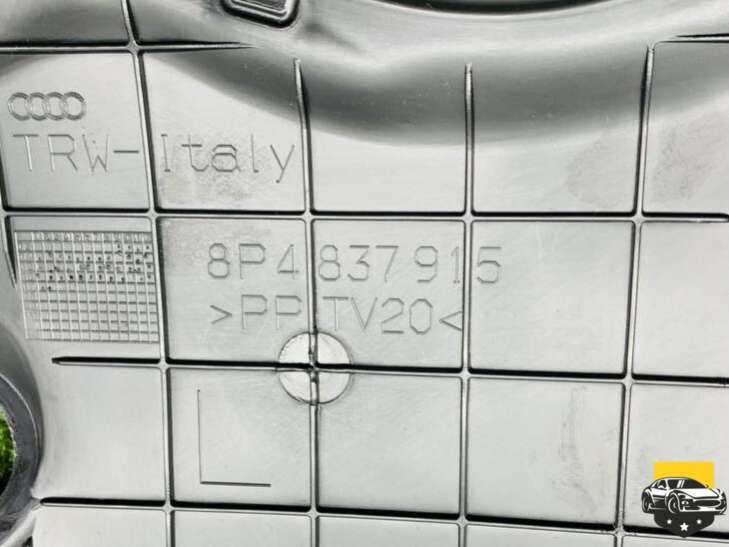 TRW-Italy
8P4 837 915
>PP TV20<
L